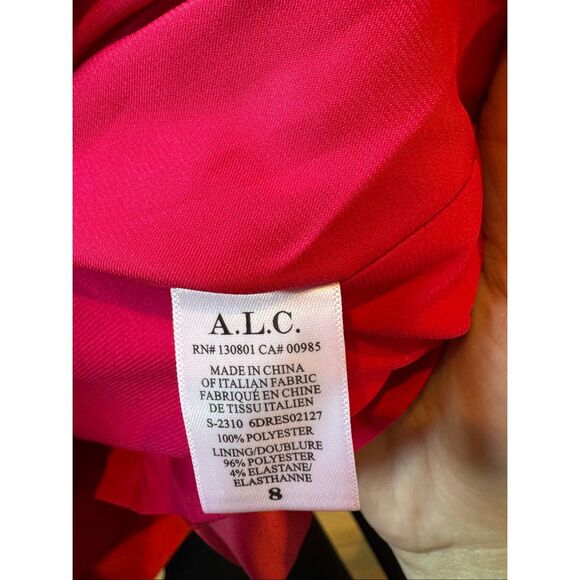 A.L.C.
RN# 130801 CA# 00985
MADE IN CHINA
OF ITALIAN FABRIC
FABRIQUÉ EN CHINE
DE TISSU ITALIEN
S-2310 6DRES02127
100% POLYESTER
LINING/DOUBLURE
96% POLYESTER
4% ELASTANE/
ELASTHANNE
8